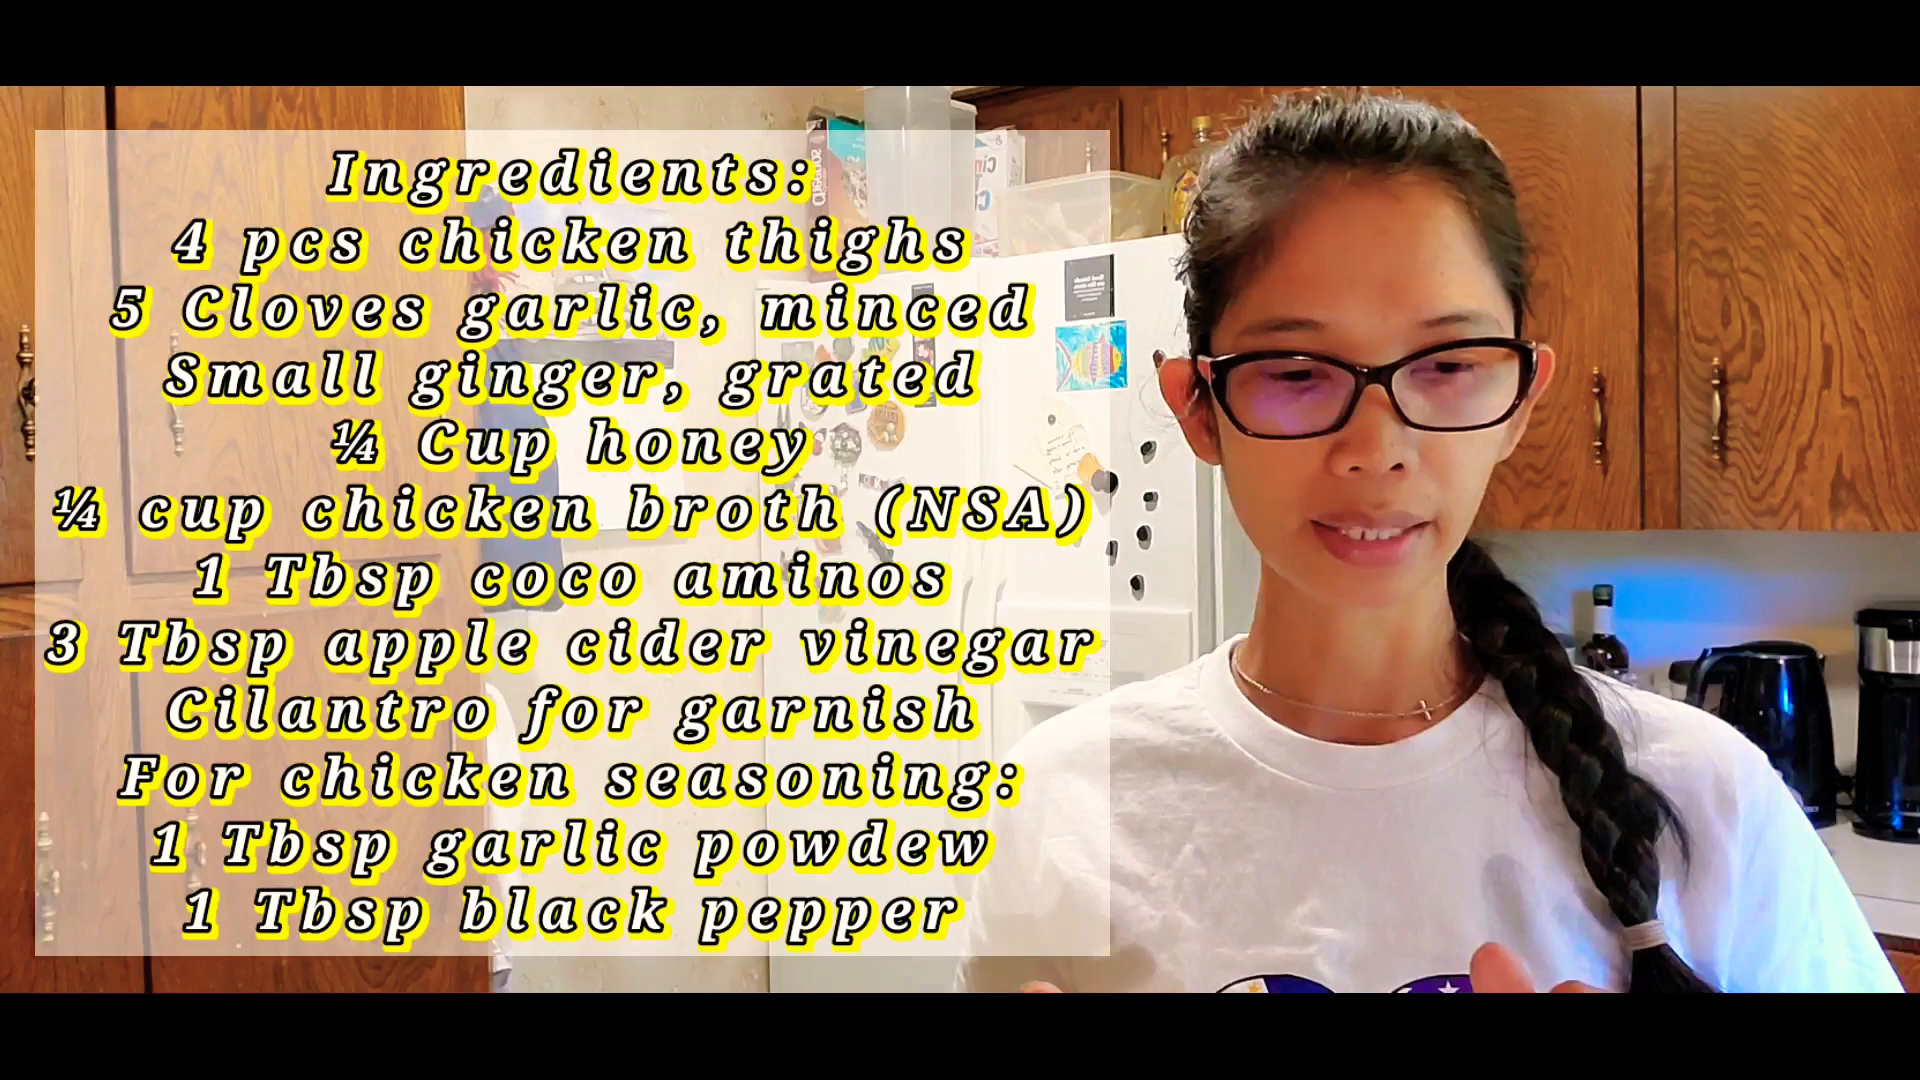 Ingredients:
4 pcs chicken thighs
5 Cloves garlic, minced
Small ginger, grated
¼ Cup honey
¼ cup chicken broth (NSA)
1 Tbsp coco aminos
3 Tbsp apple cider vinegar
Cilantro for garnish
For chicken seasoning:
1 Tbsp garlic powdew
1 Tbsp black pepper